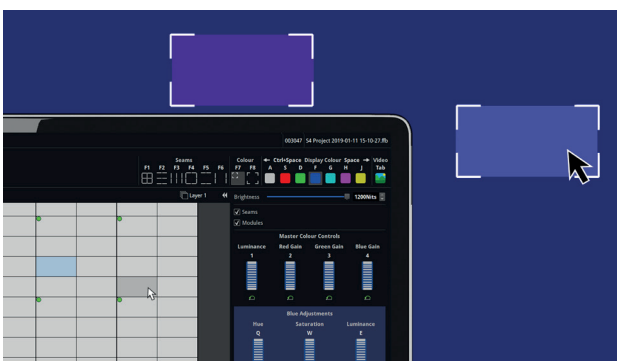 003047 S4 Project 2019-01-11 15-10-27.ffb
Seams Colour ← Ctrl+Space Display Colour Space → Video
F1 F2 F3 F4 F5 F6 F7 F8 A S D F G H J Tab
Layer 1 Brightness 1200Nits
Seams
Modules
Master Colour Controls
Luminance Red Gain Green Gain Blue Gain
1 2 3 4
Blue Adjustments
Hue Saturation Luminance
Q W E